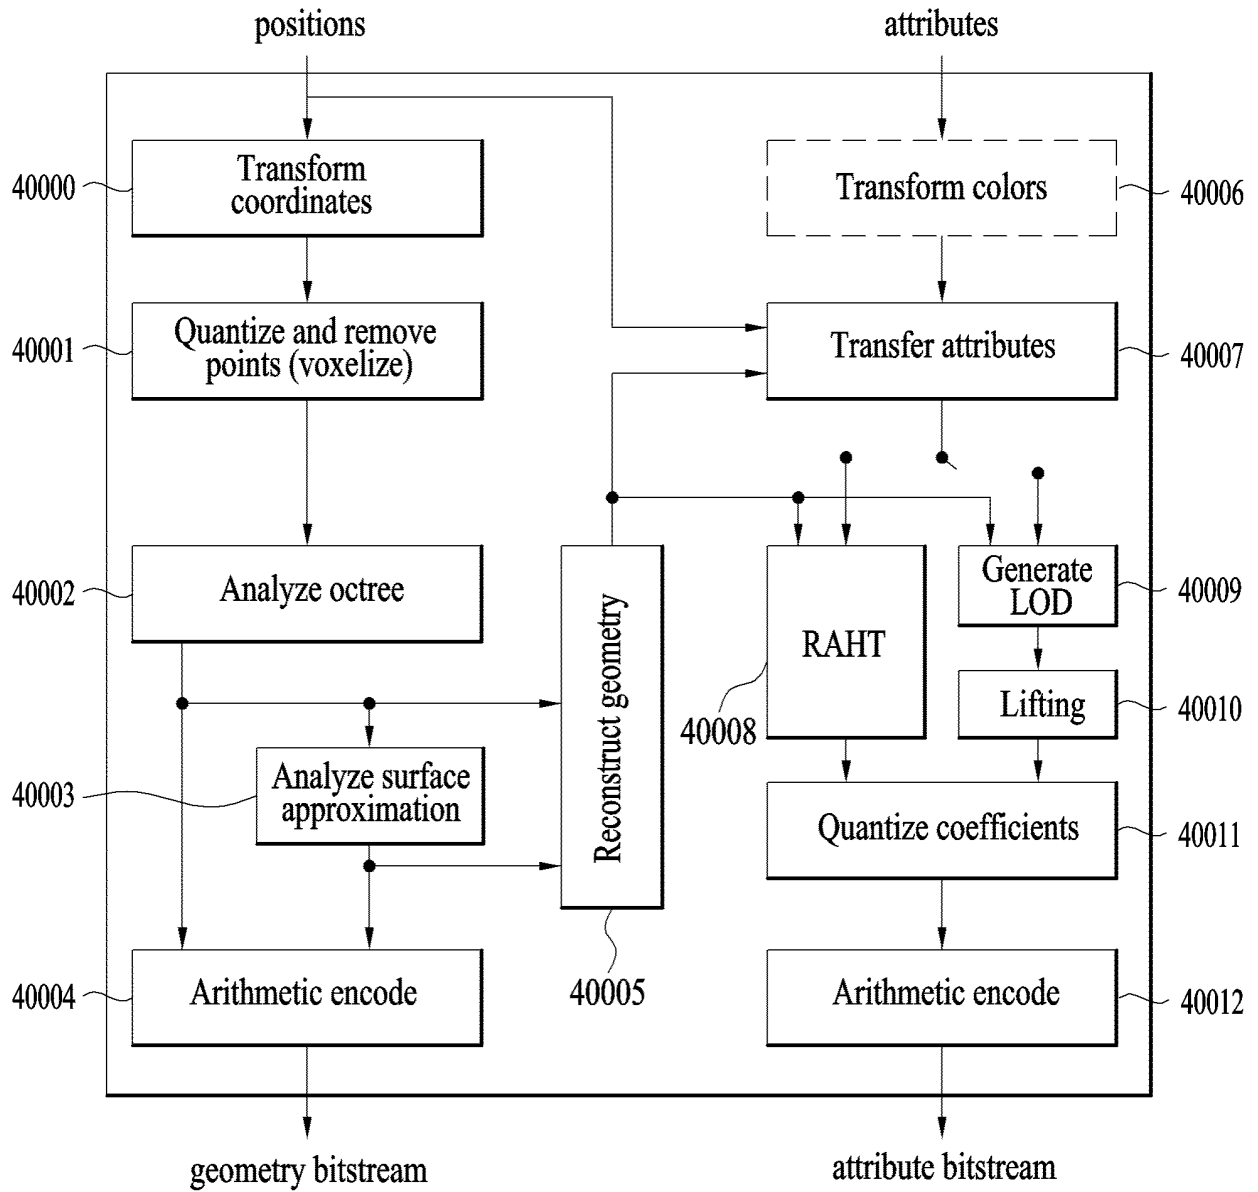 positions
attributes
40000
Transform
coordinates
Transform colors
40006
40001
Quantize and remove
points (voxelize)
Transfer attributes
40007
40002
Analyze octree
Reconstruct geometry
40005
RAHT
40008
Generate
LOD
40009
Lifting
40010
40003
Analyze surface
approximation
Quantize coefficients
40011
40004
Arithmetic encode
Arithmetic encode
40012
geometry bitstream
attribute bitstream